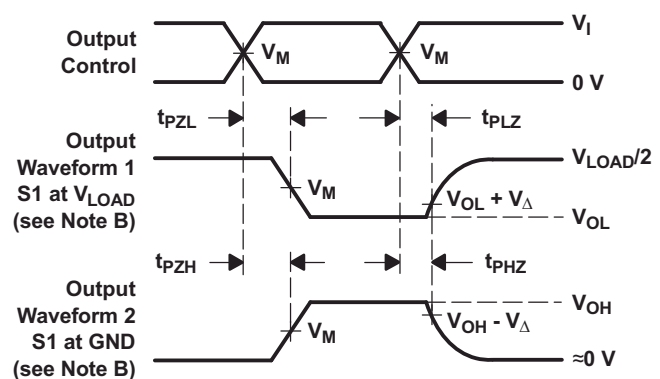 Output
Control
V_M
V_M
V_I
0 V
t_PZL
t_PLZ
Output
Waveform 1
S1 at V_LOAD
(see Note B)
V_M
V_LOAD/2
V_OL + V_Δ
V_OL
t_PZH
t_PHZ
Output
Waveform 2
S1 at GND
(see Note B)
V_M
V_OH
V_OH - V_Δ
≈0 V